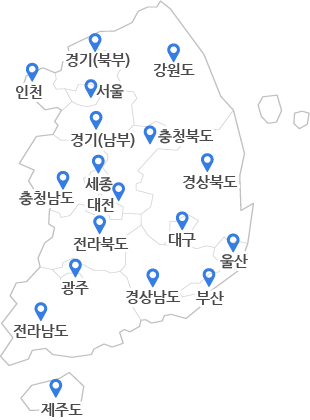 경기(북부)
강원도
인천
서울
경기(남부)
충청북도
세종
경상북도
충청남도
대전
전라북도
대구
울산
광주
경상남도
부산
전라남도
제주도